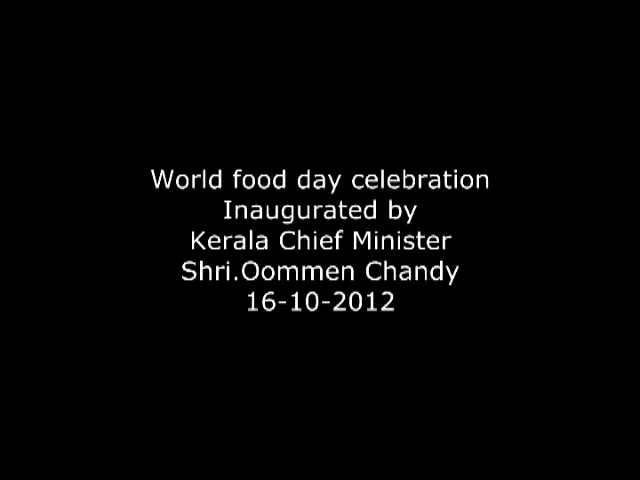 World food day celebration
Inaugurated by
Kerala Chief Minister
Shri.Oommen Chandy
16-10-2012